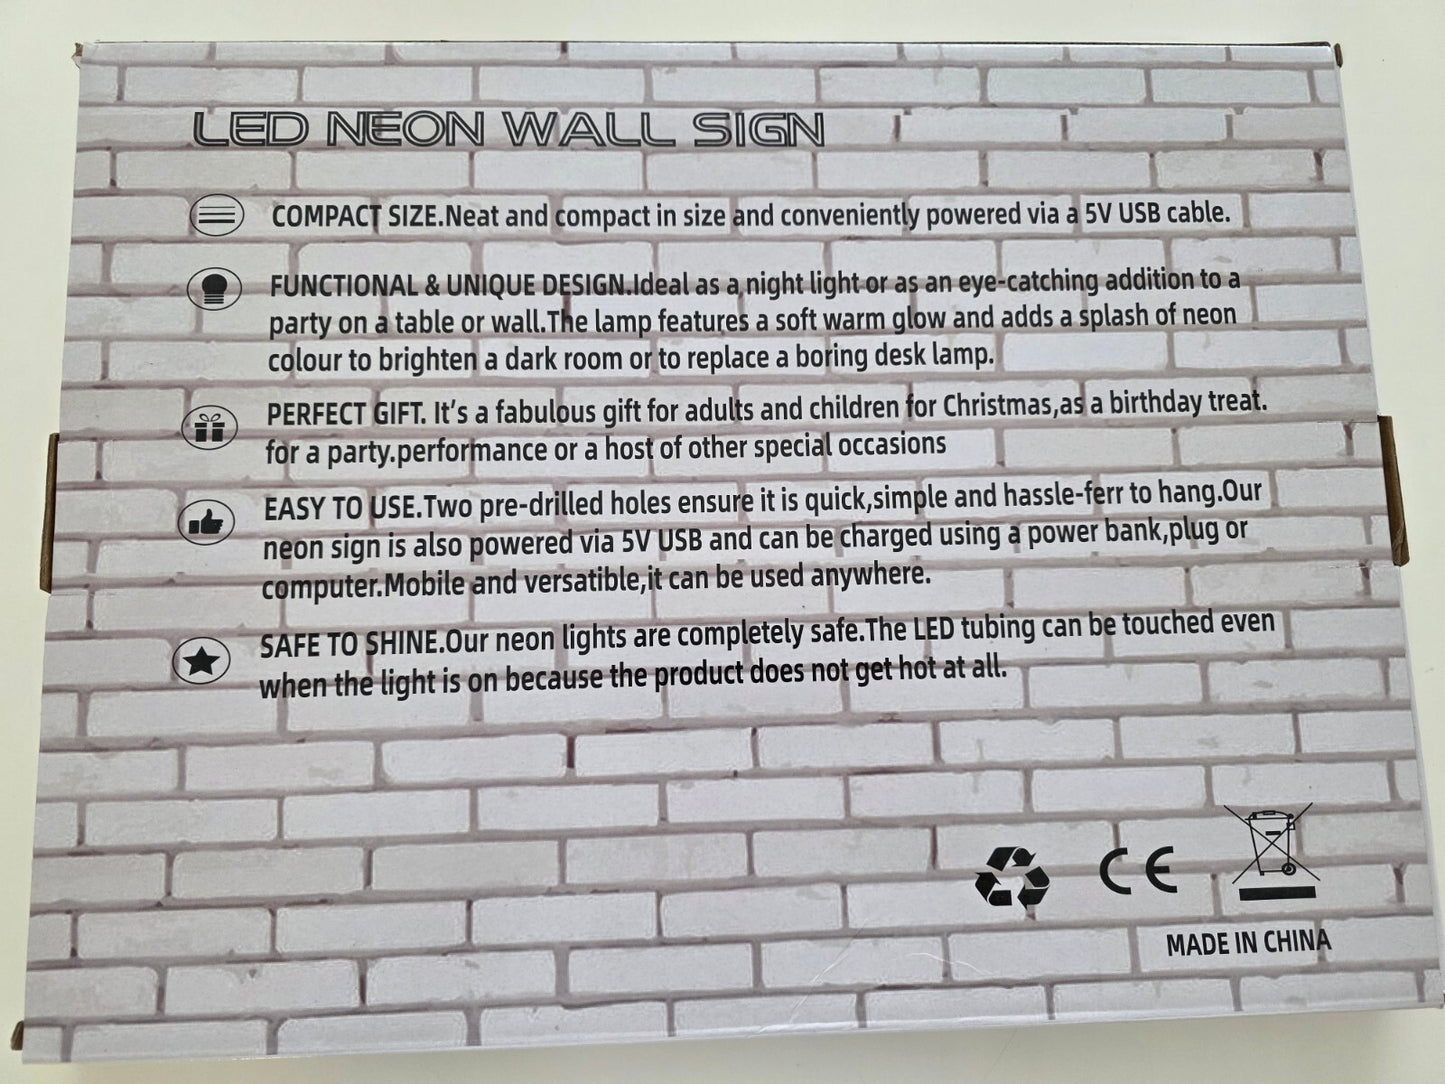 LED NEON WALL SIGN
COMPACT SIZE.Neat and compact in size and conveniently powered via a 5V USB cable.
FUNCTIONAL & UNIQUE DESIGN.Ideal as a night light or as an eye-catching addition to a
party on a table or wall.The lamp features a soft warm glow and adds a splash of neon
colour to brighten a dark room or to replace a boring desk lamp.
PERFECT GIFT. It's a fabulous gift for adults and children for Christmas,as a birthday treat.
for a party.performance or a host of other special occasions
EASY TO USE.Two pre-drilled holes ensure it is quick,simple and hassle-ferr to hang.Our
neon sign is also powered via 5V USB and can be charged using a power bank,plug or
computer.Mobile and versatible,it can be used anywhere.
SAFE TO SHINE.Our neon lights are completely safe.The LED tubing can be touched even
when the light is on because the product does not get hot at all.
CE
MADE IN CHINA